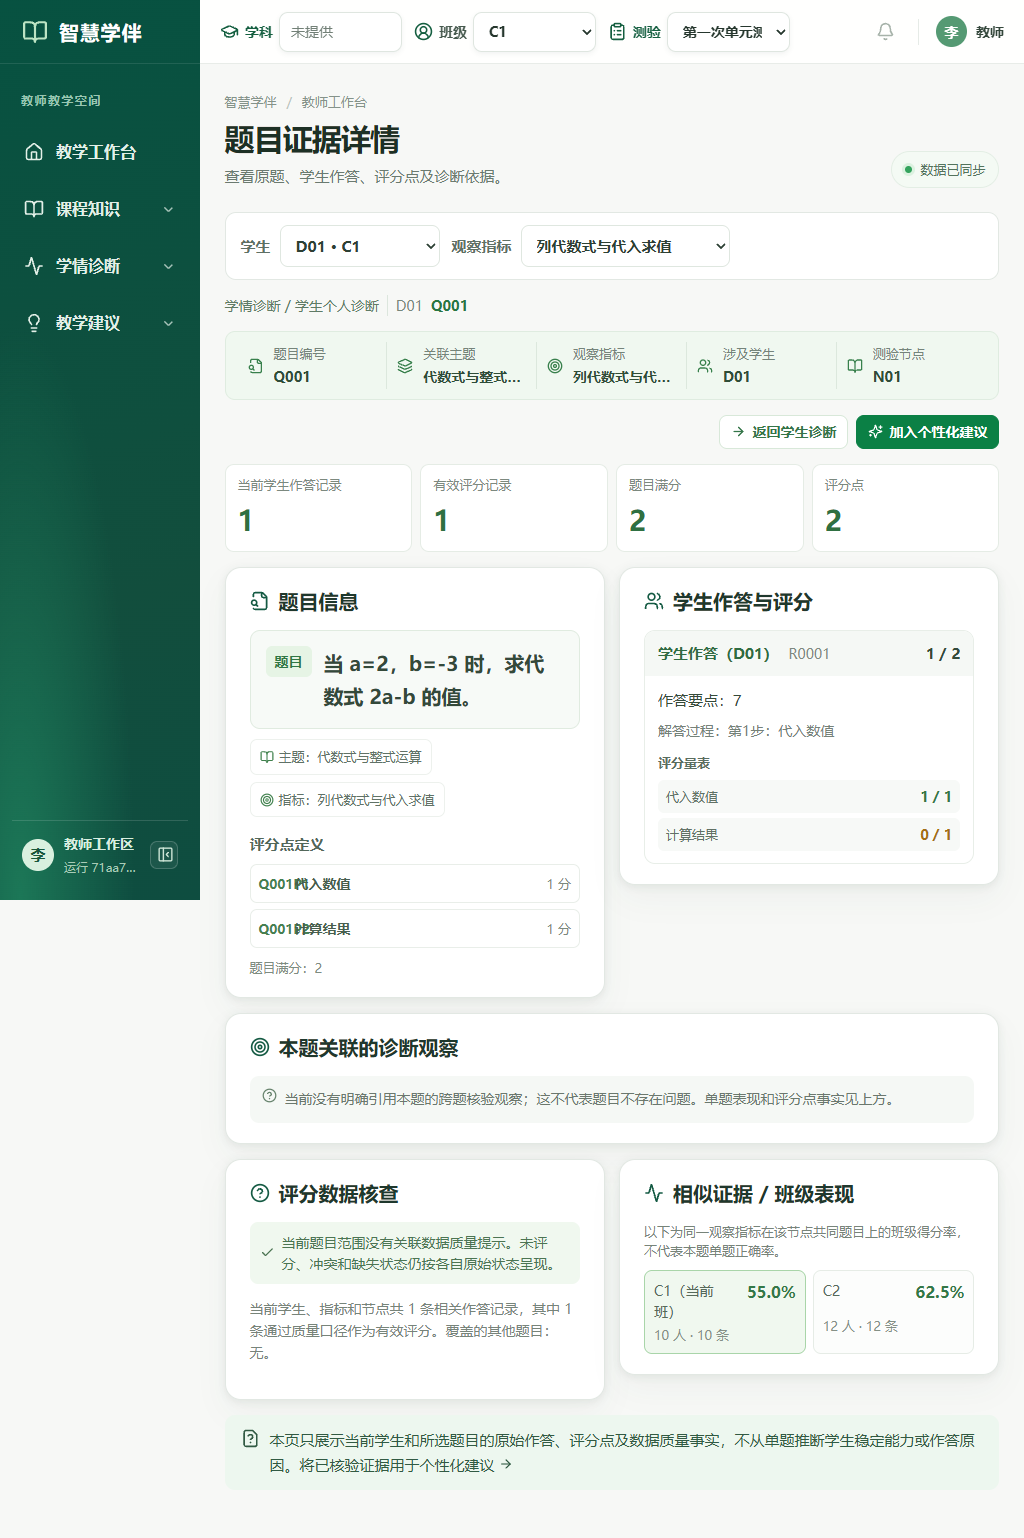 智慧学伴
学科 未提供 班级 C1 测验 第一次单元测
李 教师
教师教学空间
教学工作台
课程知识
学情诊断
教学建议
李 教师工作区
运行 71aa7...
智慧学伴 / 教师工作台
题目证据详情
查看原题、学生作答、评分点及诊断依据。
数据已同步
学生 D01 • C1 观察指标 列代数式与代入求值
学情诊断 / 学生个人诊断 D01 Q001
题目编号
Q001
关联主题
代数式与整式...
观察指标
列代数式与代...
涉及学生
D01
测验节点
N01
返回学生诊断
加入个性化建议
当前学生作答记录
1
有效评分记录
1
题目满分
2
评分点
2
题目信息
题目 当 a=2，b=-3 时，求代
数式 2a-b 的值。
主题：代数式与整式运算
指标：列代数式与代入求值
评分点定义
Q001 代入数值 1 分
Q001 计算结果 1 分
题目满分：2
学生作答与评分
学生作答（D01） R0001 1 / 2
作答要点：7
解答过程：第1步：代入数值
评分量表
代入数值 1 / 1
计算结果 0 / 1
本题关联的诊断观察
当前没有明确引用本题的跨题核验观察；这不代表题目不存在问题。单题表现和评分点事实见上方。
评分数据核查
当前题目范围没有关联数据质量提示。未评
分、冲突和缺失状态仍按各自原始状态呈现。
当前学生、指标和节点共 1 条相关作答记录，其中 1
条通过质量口径作为有效评分。覆盖的其他题目：
无。
相似证据 / 班级表现
以下为同一观察指标在该节点共同题目上的班级得分率，
不代表本题单题正确率。
C1（当前
班） 55.0%
10 人 · 10 条
C2 62.5%
12 人 · 12 条
本页只展示当前学生和所选题目的原始作答、评分点及数据质量事实，不从单题推断学生稳定能力或作答原
因。将已核验证据用于个性化建议 →